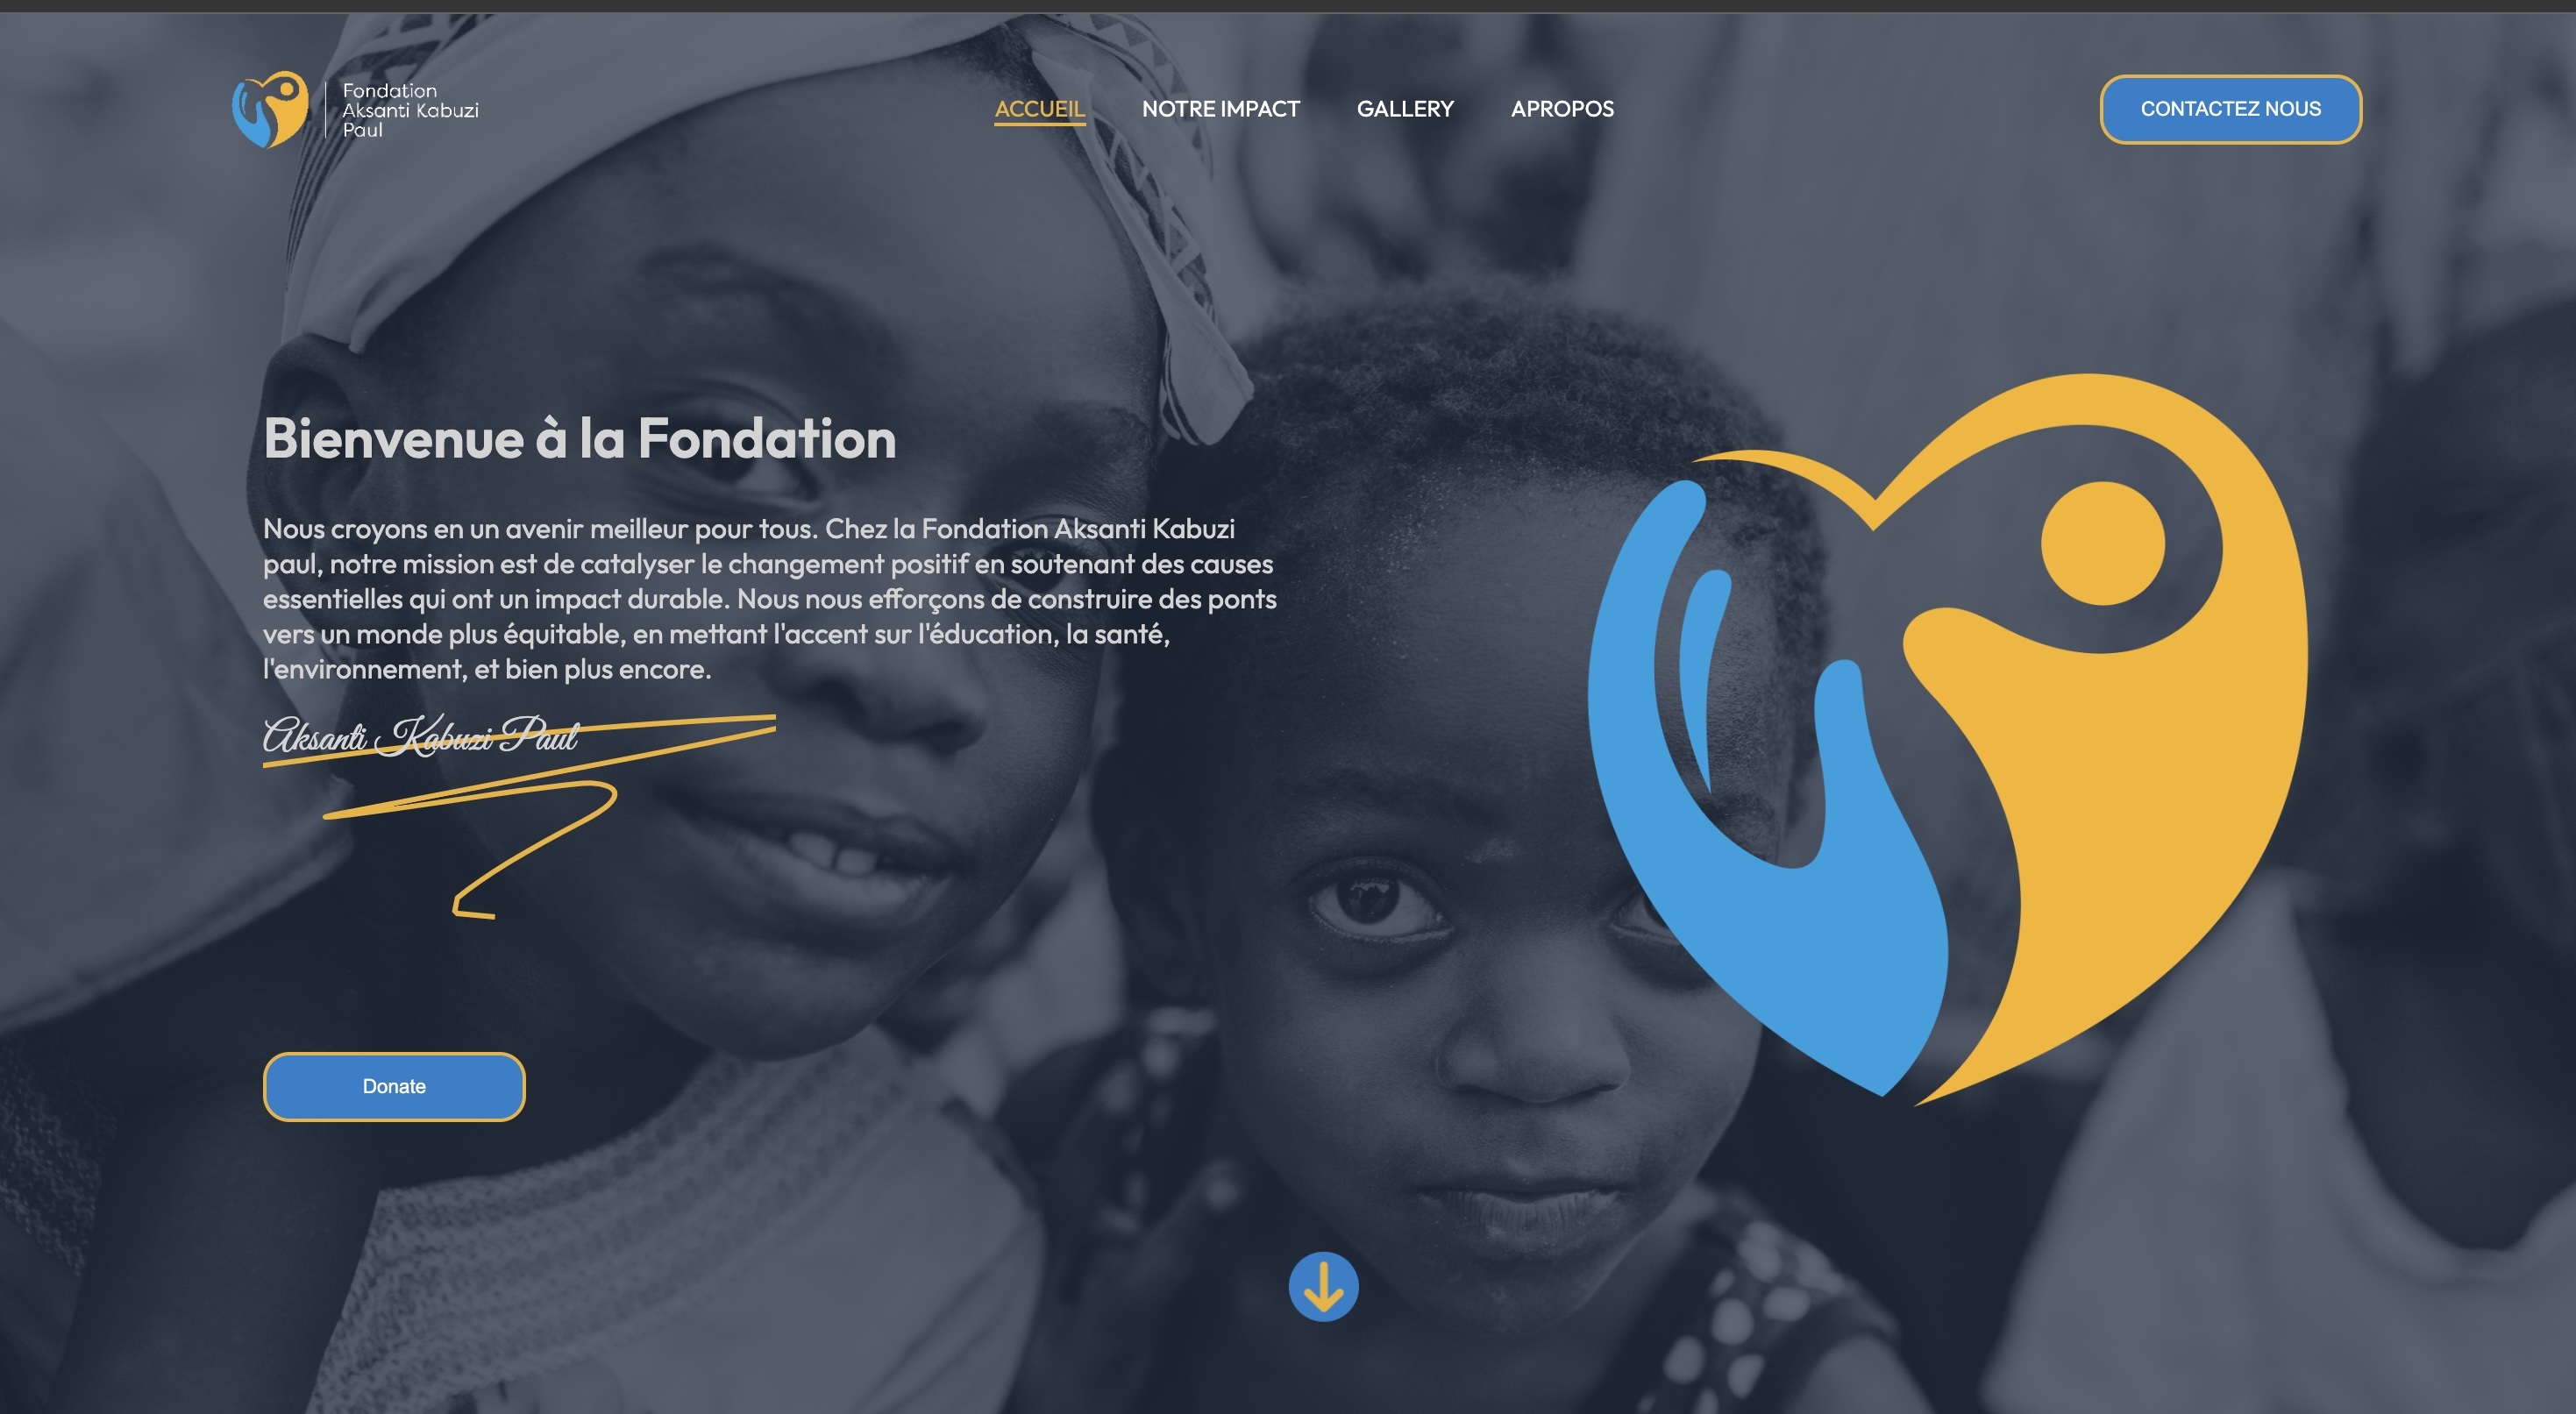 Fondation
Aksanti Kabuzi
Paul
ACCUEIL
NOTRE IMPACT
GALLERY
APROPOS
CONTACTEZ NOUS
Bienvenue à la Fondation
Nous croyons en un avenir meilleur pour tous. Chez la Fondation Aksanti Kabuzi
paul, notre mission est de catalyser le changement positif en soutenant des causes
essentielles qui ont un impact durable. Nous nous efforçons de construire des ponts
vers un monde plus équitable, en mettant l'accent sur l'éducation, la santé,
l'environnement, et bien plus encore.
Aksanti Kabuzi Paul
Donate